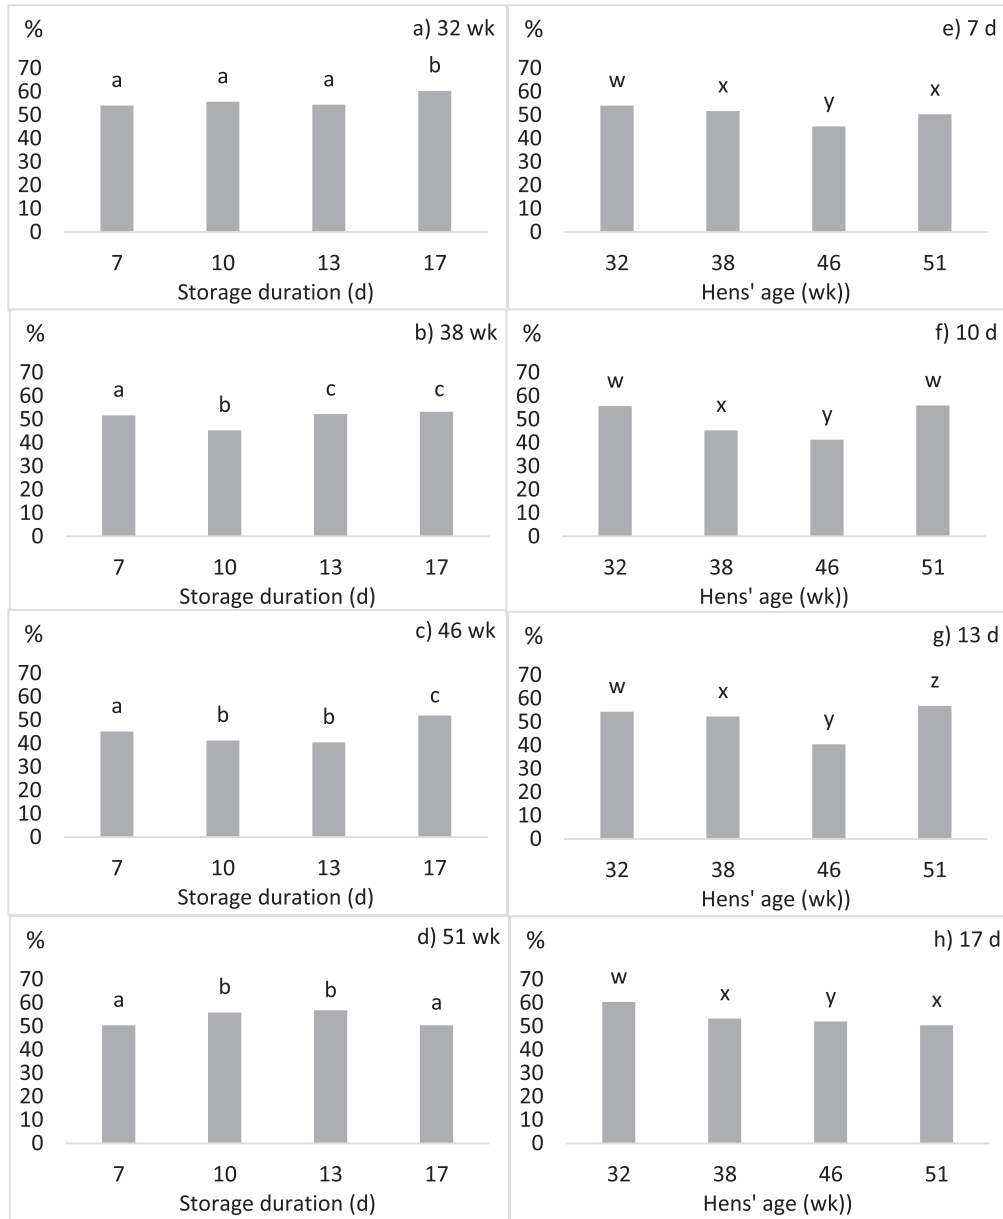 % a) 32 wk
70 a a a b
60
50
40
30
20
10
0
7 10 13 17
Storage duration (d)
% e) 7 d
70 w x y x
60
50
40
30
20
10
0
32 38 46 51
Hens' age (wk))
% b) 38 wk
70 a b c c
60
50
40
30
20
10
0
7 10 13 17
Storage duration (d)
% f) 10 d
70 w x y w
60
50
40
30
20
10
0
32 38 46 51
Hens' age (wk))
% c) 46 wk
70 a b b c
60
50
40
30
20
10
0
7 10 13 17
Storage duration (d)
% g) 13 d
70 w x y z
60
50
40
30
20
10
0
32 38 46 51
Hens' age (wk))
% d) 51 wk
70 a b b a
60
50
40
30
20
10
0
7 10 13 17
Storage duration (d)
% h) 17 d
70 w x y x
60
50
40
30
20
10
0
32 38 46 51
Hens' age (wk))